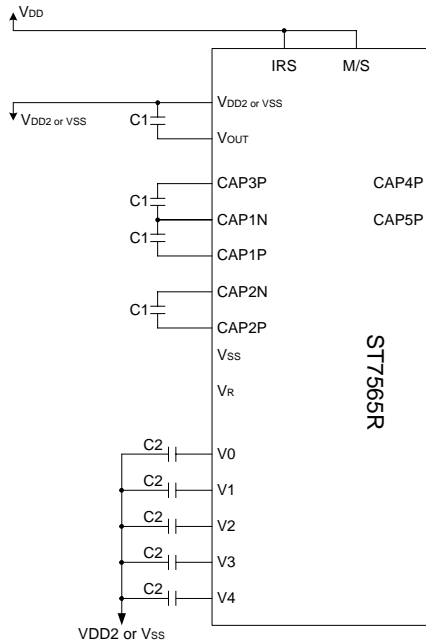 VDD
IRS M/S
VDD2 or VSS
VDD2 or VSS
C1
VOUT
CAP3P CAP4P
C1
CAP1N CAP5P
C1
CAP1P
CAP2N
C1
CAP2P
VSS
ST7565R
VR
C2 V0
C2 V1
C2 V2
C2 V3
C2 V4
VDD2 or VSS